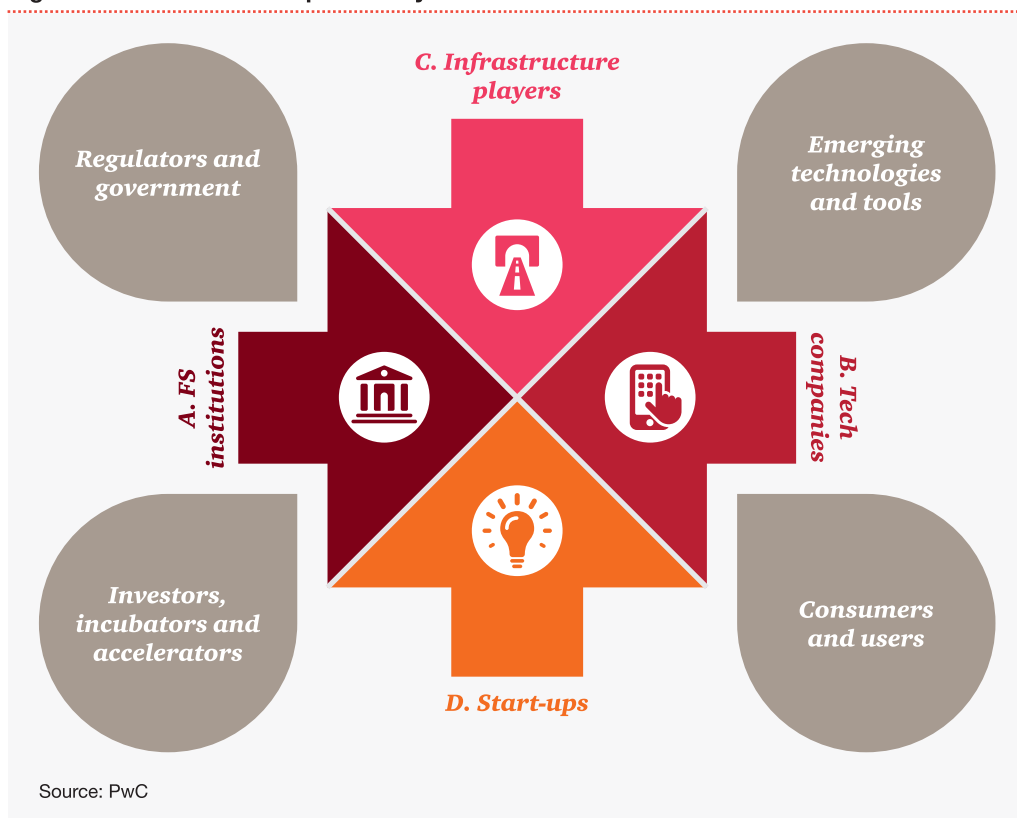 C. Infrastructure
players
Regulators and
government
Emerging
technologies
and tools
A. FS
institutions
B. Tech
companies
Investors,
incubators and
accelerators
Consumers
and users
D. Start-ups
Source: PwC